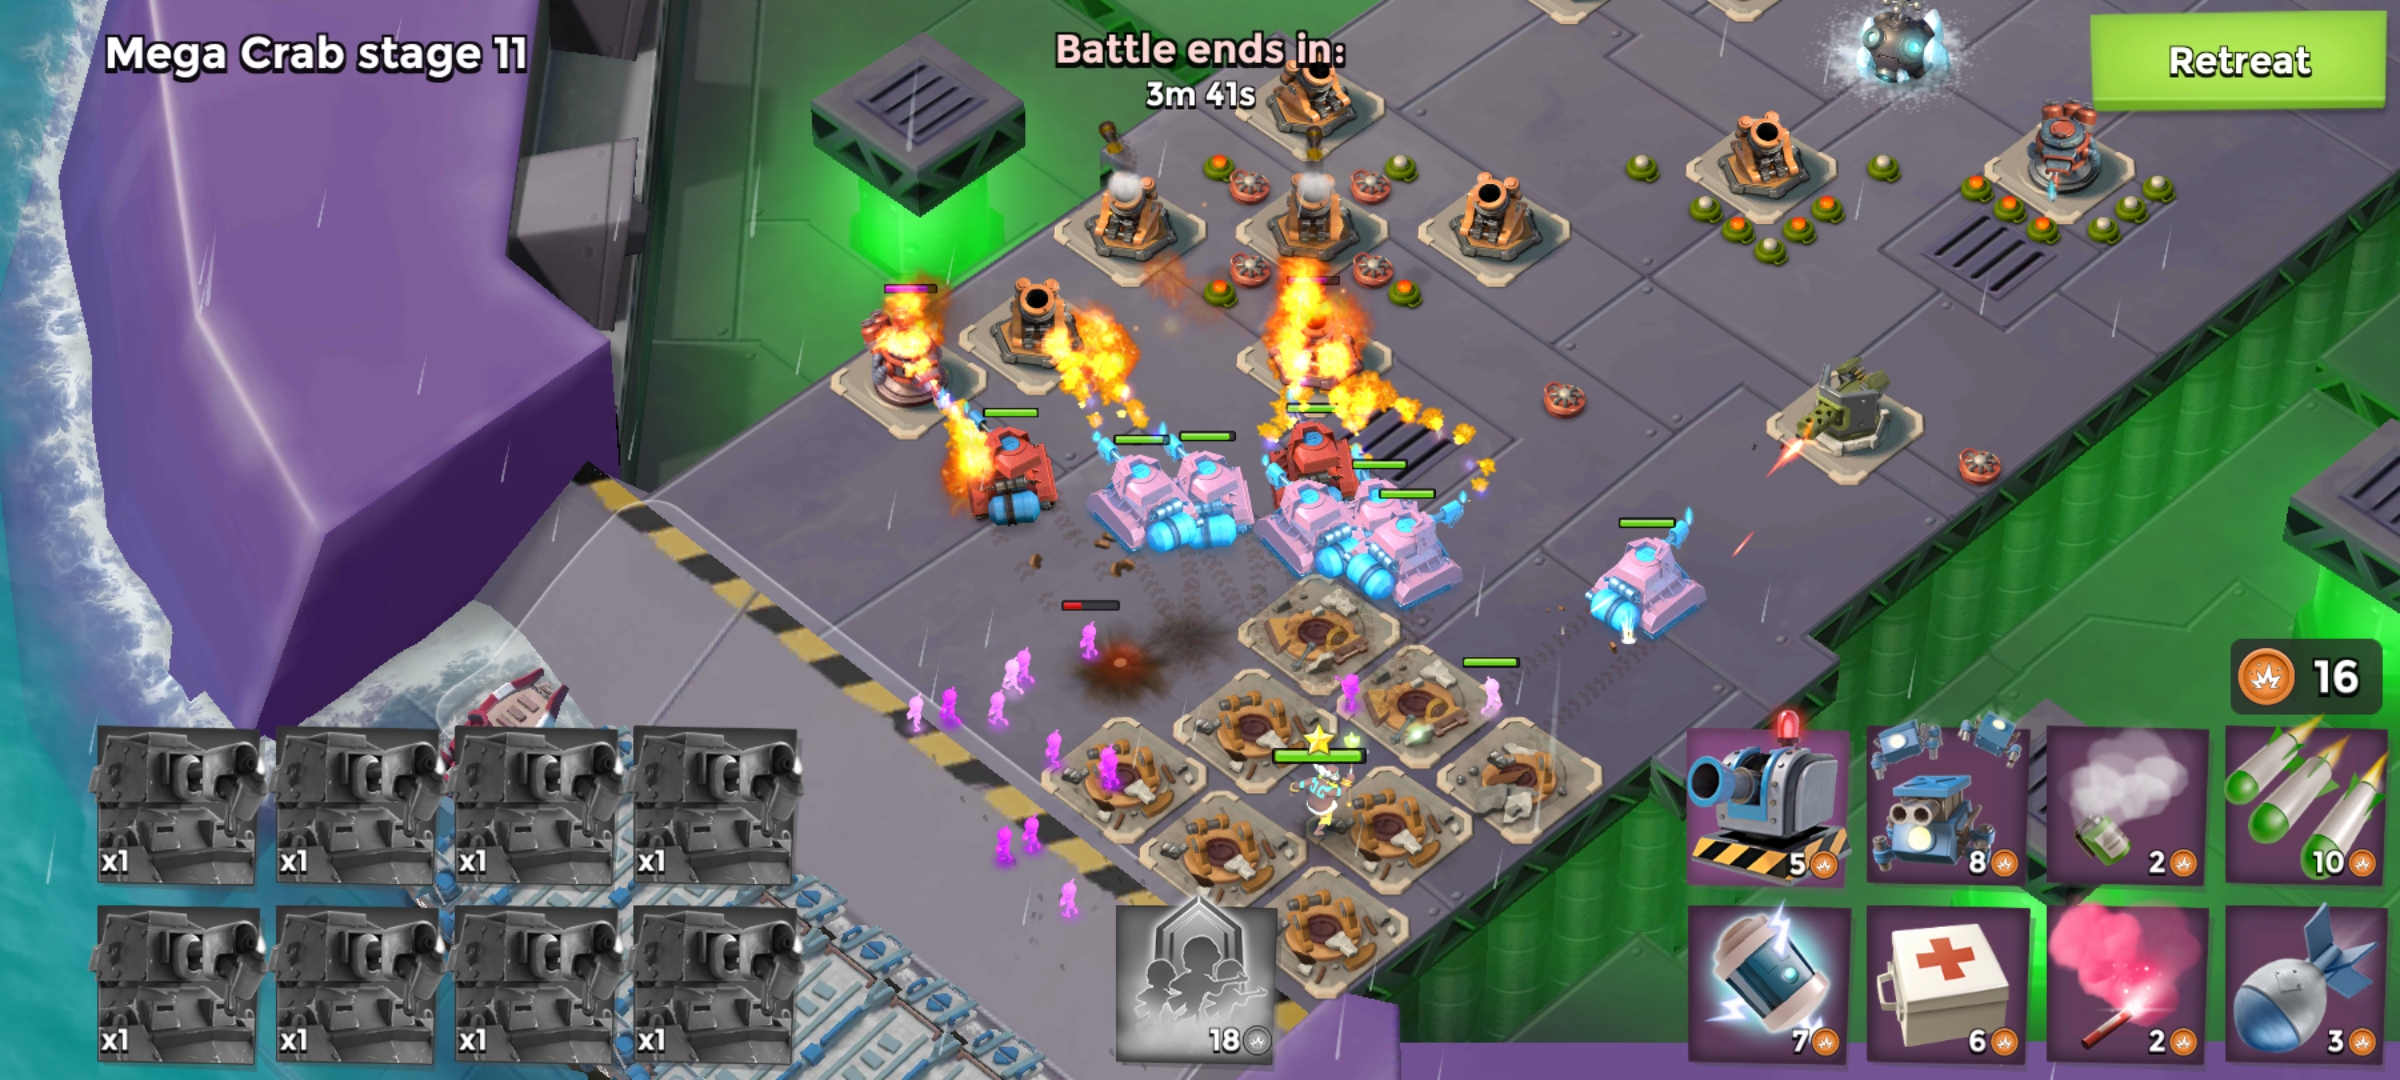 Mega Crab stage 11
Battle ends in:
3m 41s
Retreat
16
x1
x1
x1
x1
5
8
2
10
x1
x1
x1
x1
18
7
6
2
3